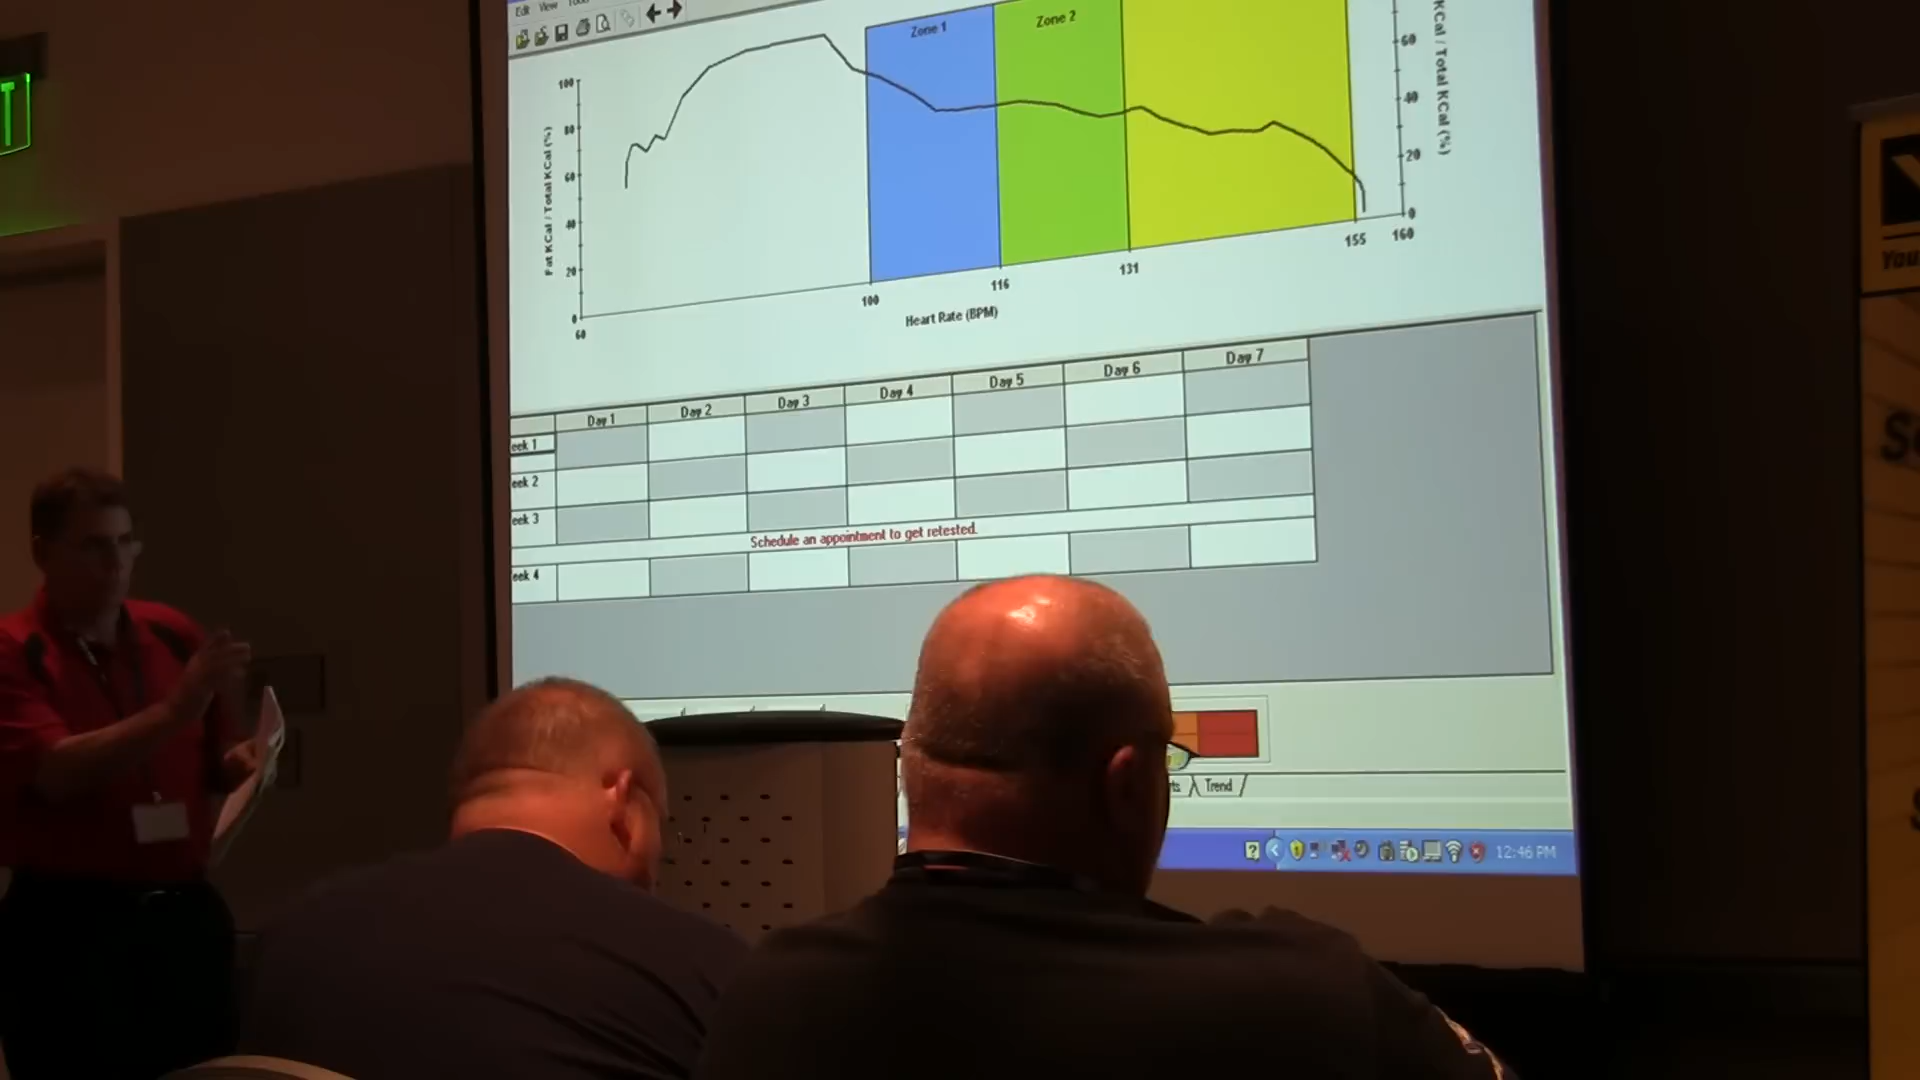 Edit View Tools
Zone 1
Zone 2
Fat KCal / Total KCal (%)
100
80
60
40
20
0
60
100
116
131
155
160
Heart Rate (BPM)
KCal / Total KCal (%)
60
40
20
0
Day 1 Day 2 Day 3 Day 4 Day 5 Day 6 Day 7
eek 1
eek 2
eek 3
Schedule an appointment to get retested.
eek 4
ts Trend
12:46 PM
T
You
S